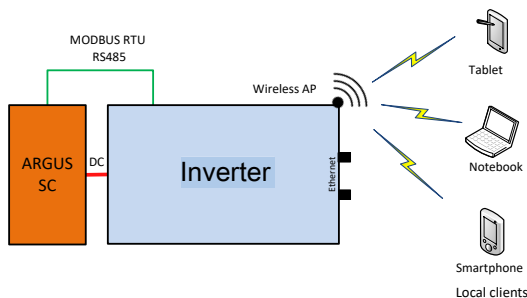 MODBUS RTU
RS485
Wireless AP
Tablet
ARGUS
SC
DC
Inverter
Ethernet
Notebook
Smartphone
Local clients